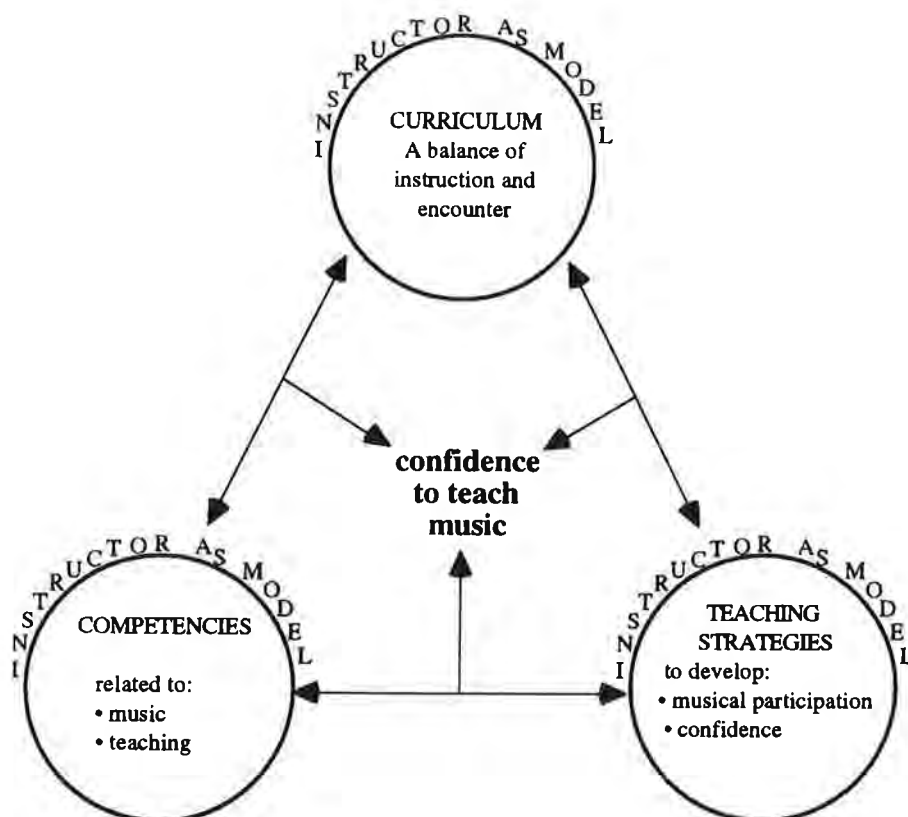 INSTRUCTOR AS MODEL
CURRICULUM
A balance of
instruction and
encounter
confidence
to teach
music
INSTRUCTOR AS MODEL
COMPETENCIES
related to:
• music
• teaching
INSTRUCTOR AS MODEL
TEACHING
STRATEGIES
to develop:
• musical participation
• confidence